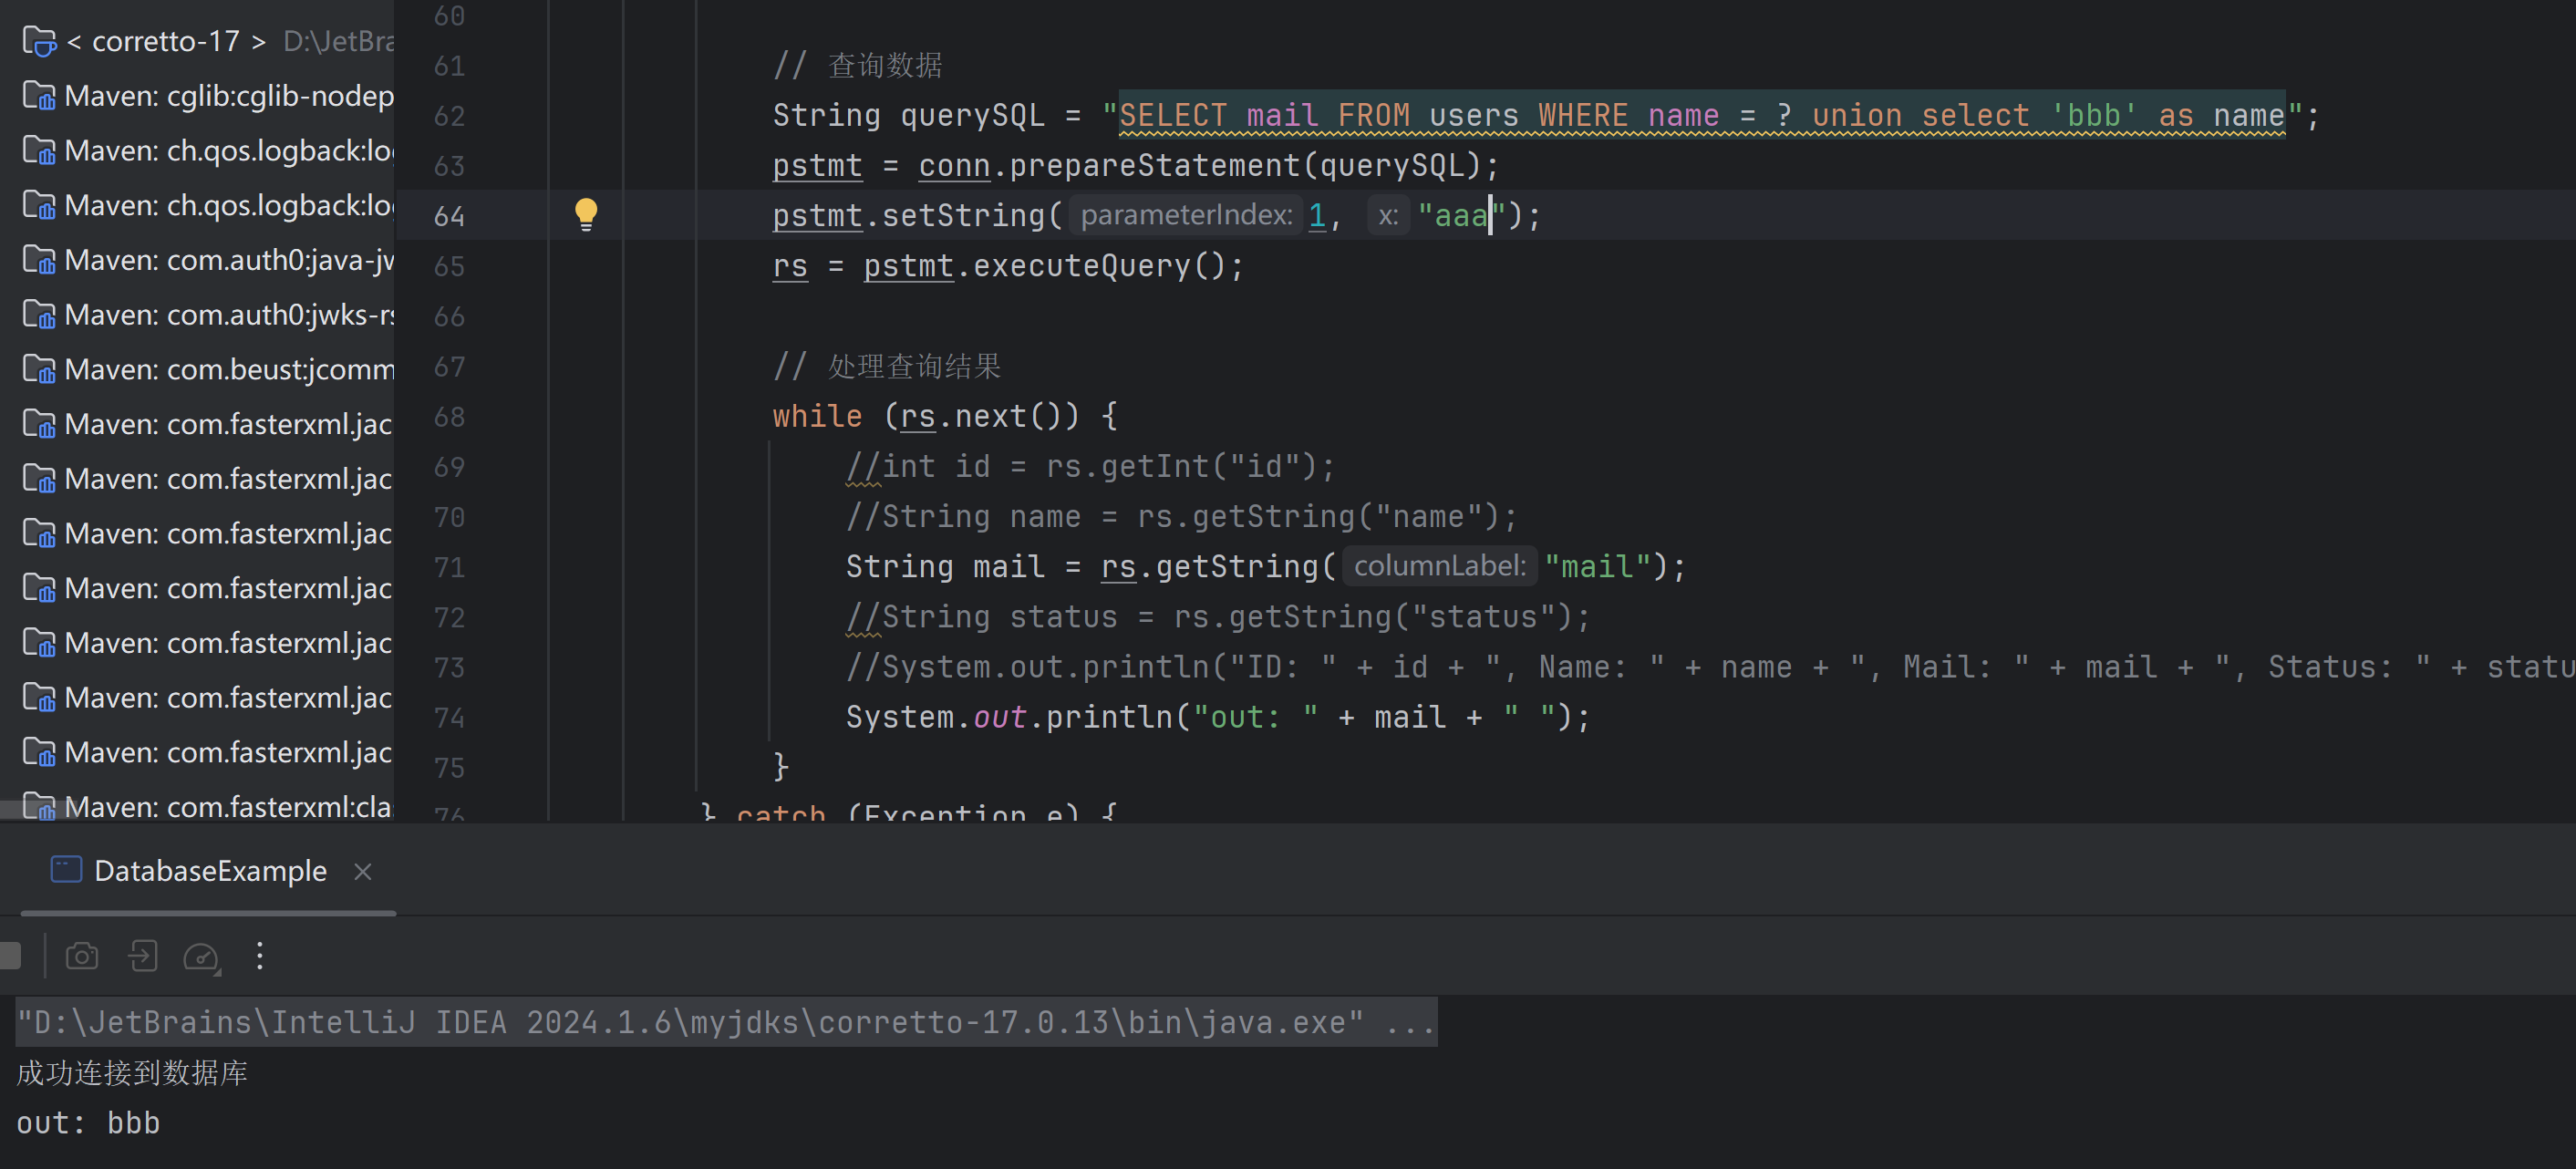 < corretto-17 > D:\JetBra
Maven: cglib:cglib-nodep
Maven: ch.qos.logback:lo
Maven: ch.qos.logback:lo
Maven: com.auth0:java-jw
Maven: com.auth0:jwks-rs
Maven: com.beust:jcomm
Maven: com.fasterxml.jac
Maven: com.fasterxml.jac
Maven: com.fasterxml.jac
Maven: com.fasterxml.jac
Maven: com.fasterxml.jac
Maven: com.fasterxml.jac
Maven: com.fasterxml.jac
Maven: com.fasterxml:cla
60
61 // 查询数据
62 String querySQL = "SELECT mail FROM users WHERE name = ? union select 'bbb' as name";
63 pstmt = conn.prepareStatement(querySQL);
64 pstmt.setString( parameterIndex: 1, x: "aaa");
65 rs = pstmt.executeQuery();
66
67 // 处理查询结果
68 while (rs.next()) {
69 //int id = rs.getInt("id");
70 //String name = rs.getString("name");
71 String mail = rs.getString( columnLabel: "mail");
72 //String status = rs.getString("status");
73 //System.out.println("ID: " + id + ", Name: " + name + ", Mail: " + mail + ", Status: " + statu
74 System.out.println("out: " + mail + " ");
75 }
76 } catch (Exception e) {
DatabaseExample
"D:\JetBrains\IntelliJ IDEA 2024.1.6\myjdks\corretto-17.0.13\bin\java.exe" ...
成功连接到数据库
out: bbb